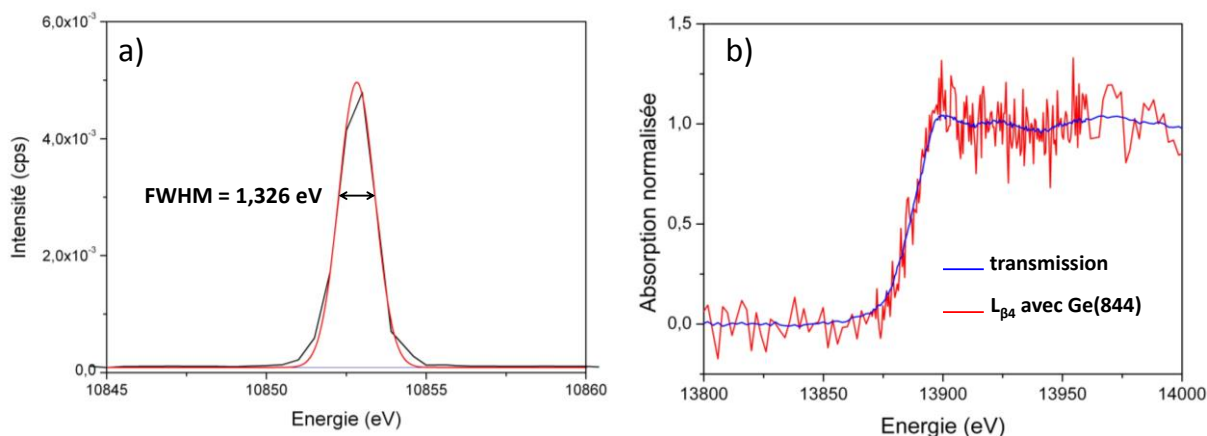 a)
Intensité (cps)
6,0x10⁻³
4,0x10⁻³
2,0x10⁻³
0,0
FWHM = 1,326 eV
10845 10850 10855 10860
Energie (eV)
b)
Absorption normalisée
1,5
1,0
0,5
0,0
transmission
Lβ4 avec Ge(844)
13800 13850 13900 13950 14000
Energie (eV)